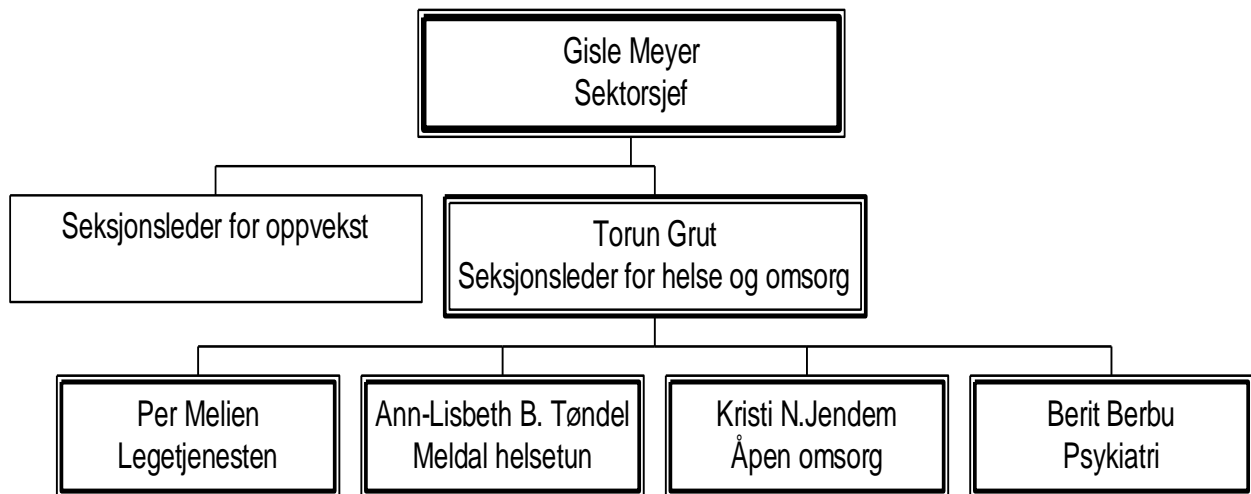 Gisle Meyer
Sektorsjef
Seksjonsleder for oppvekst
Torun Grut
Seksjonsleder for helse og omsorg
Per Melien
Legetjenesten
Ann-Lisbeth B. Tøndel
Meldal helsetun
Kristi N.Jendem
Åpen omsorg
Berit Berbu
Psykiatri